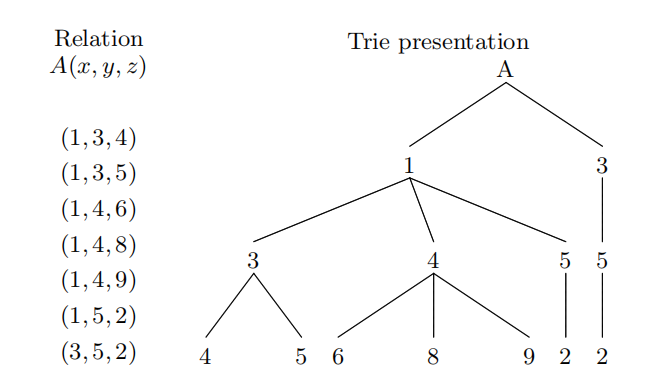 Relation
A(x, y, z)
(1, 3, 4)
(1, 3, 5)
(1, 4, 6)
(1, 4, 8)
(1, 4, 9)
(1, 5, 2)
(3, 5, 2)
Trie presentation
A
1 3
3 4 5 5
4 5 6 8 9 2 2